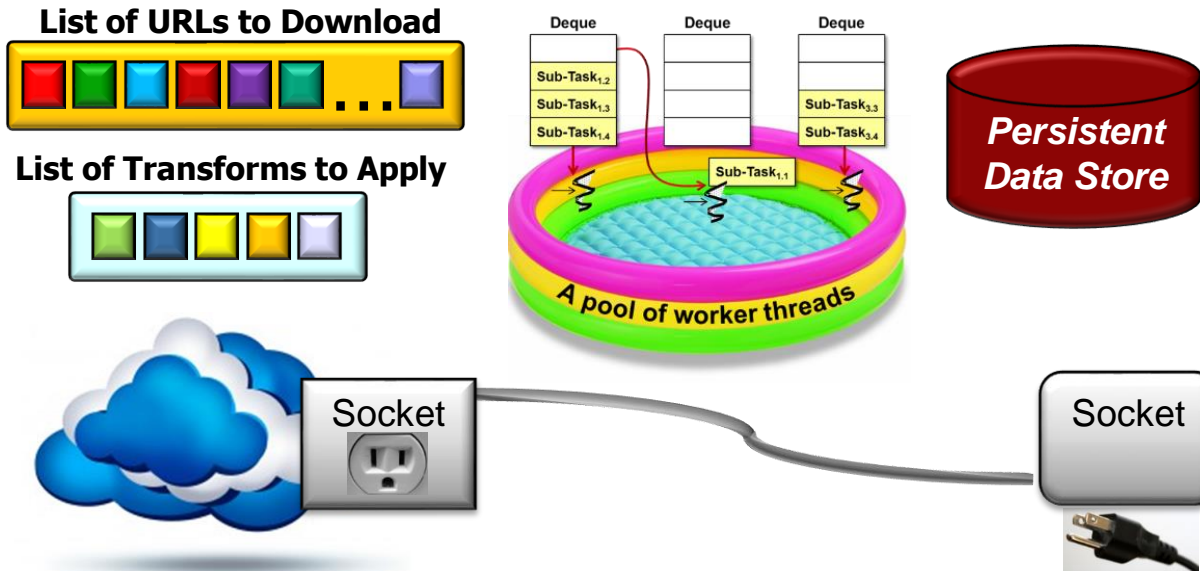 List of URLs to Download
...
List of Transforms to Apply
Deque
Sub-Task1.2
Sub-Task1.3
Sub-Task1.4
Deque
Sub-Task1.1
Deque
Sub-Task3.3
Sub-Task3.4
A pool of worker threads
Persistent
Data Store
Socket
Socket